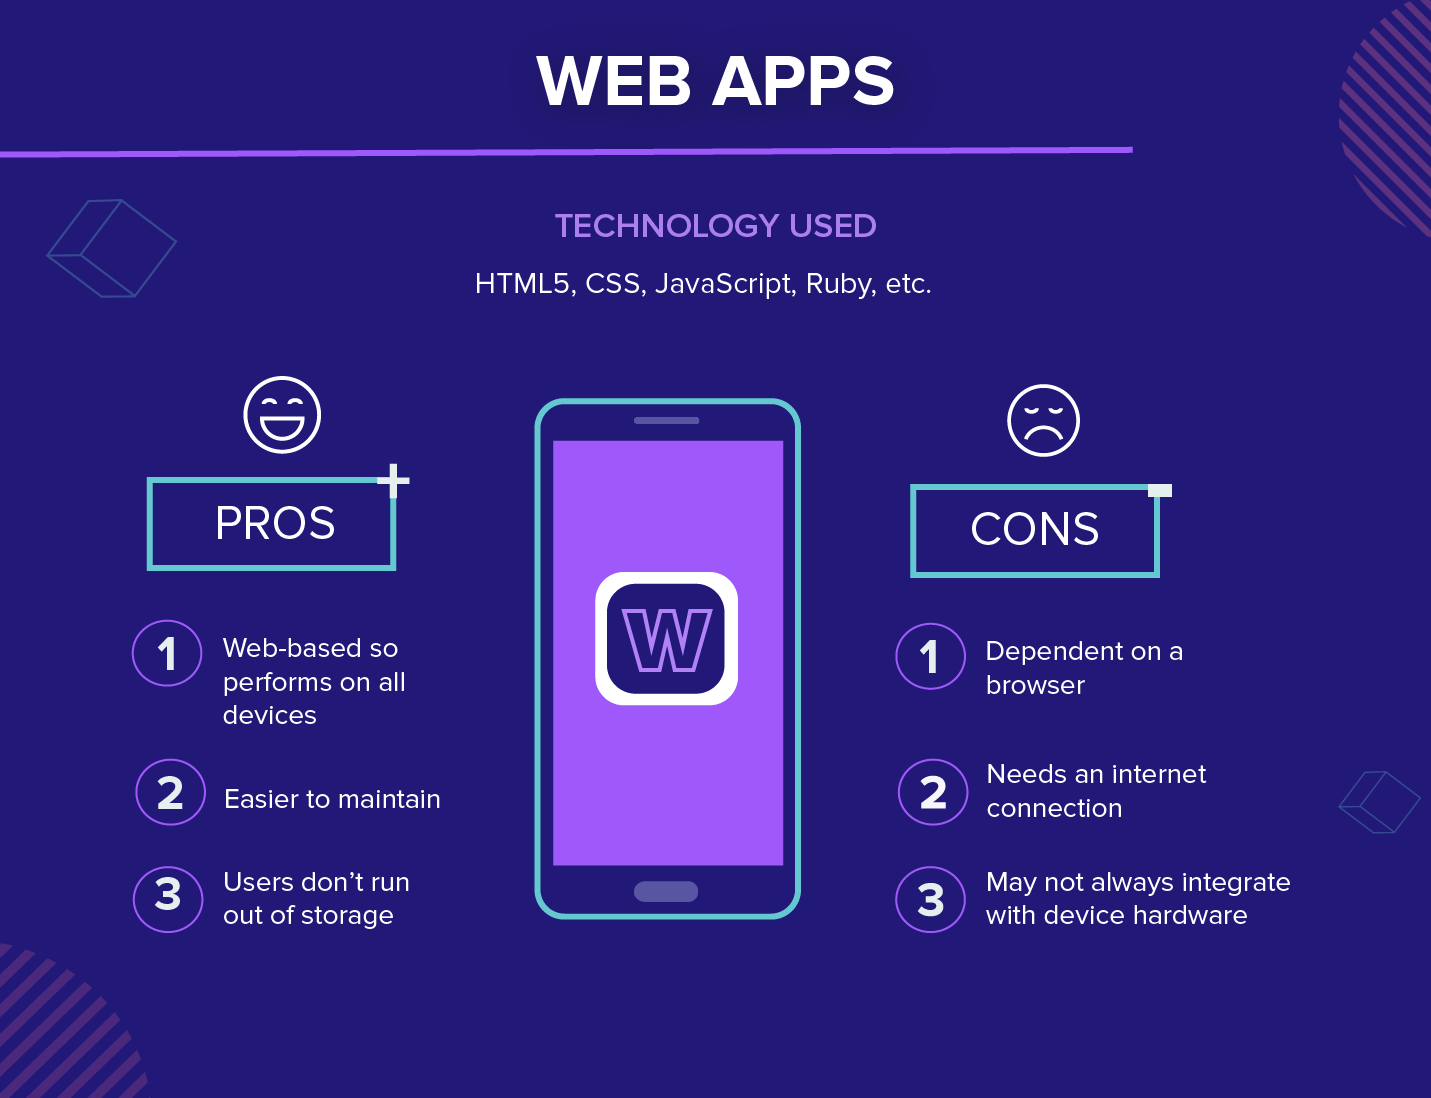 WEB APPS
TECHNOLOGY USED
HTML5, CSS, JavaScript, Ruby, etc.
PROS
1
Web-based so
performs on all
devices
2
Easier to maintain
3
Users don’t run
out of storage
W
CONS
1
Dependent on a
browser
2
Needs an internet
connection
3
May not always integrate
with device hardware